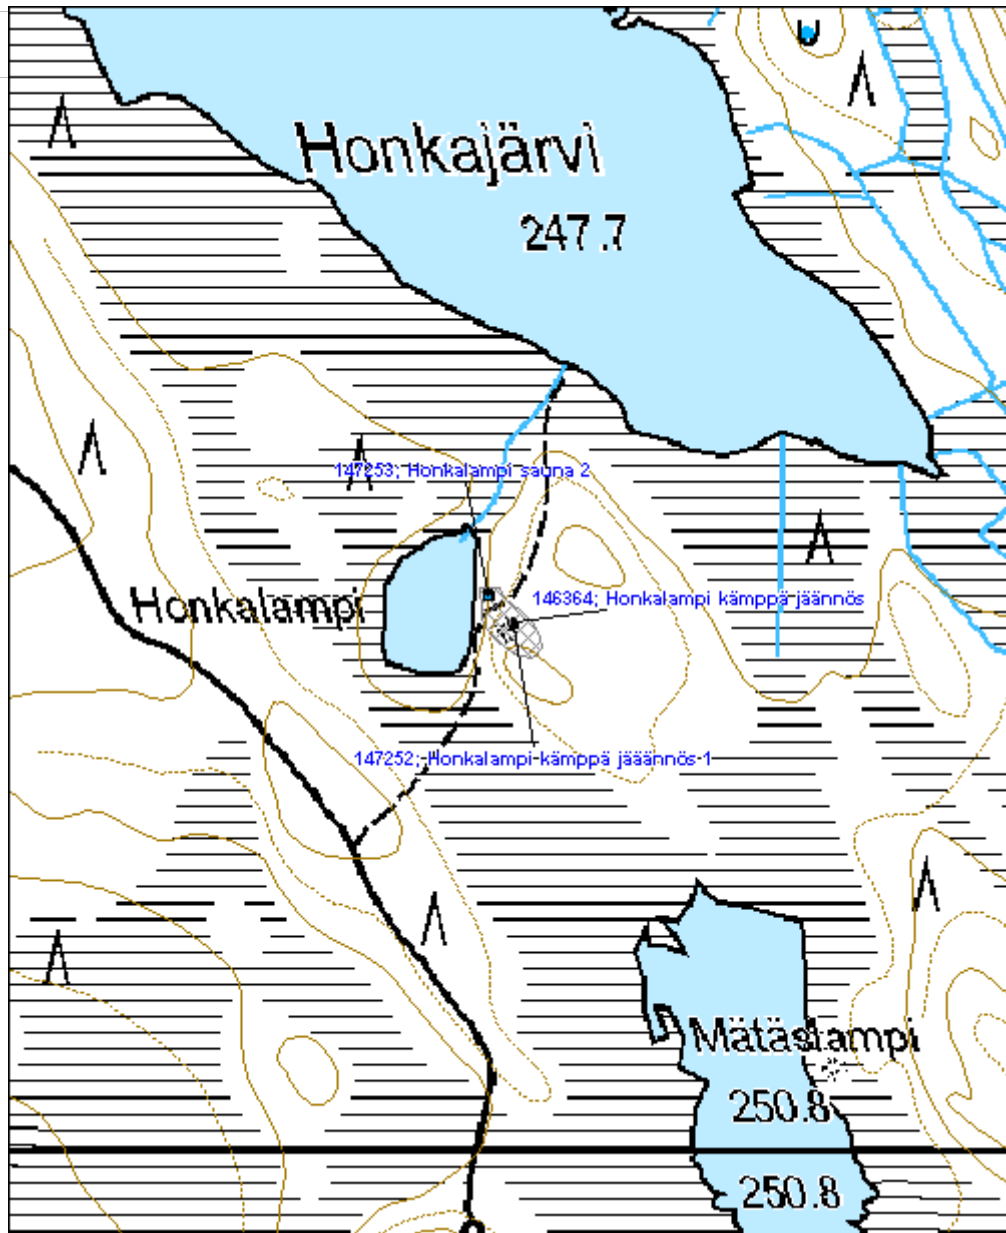 Honkajärvi
247.7
147253; Honkalampi sauna 2
146364; Honkalampi kämppä jäännös
Honkalampi
147252; Honkalampi kämppä jääännös 1
Mätäslampi
250.8
250.8